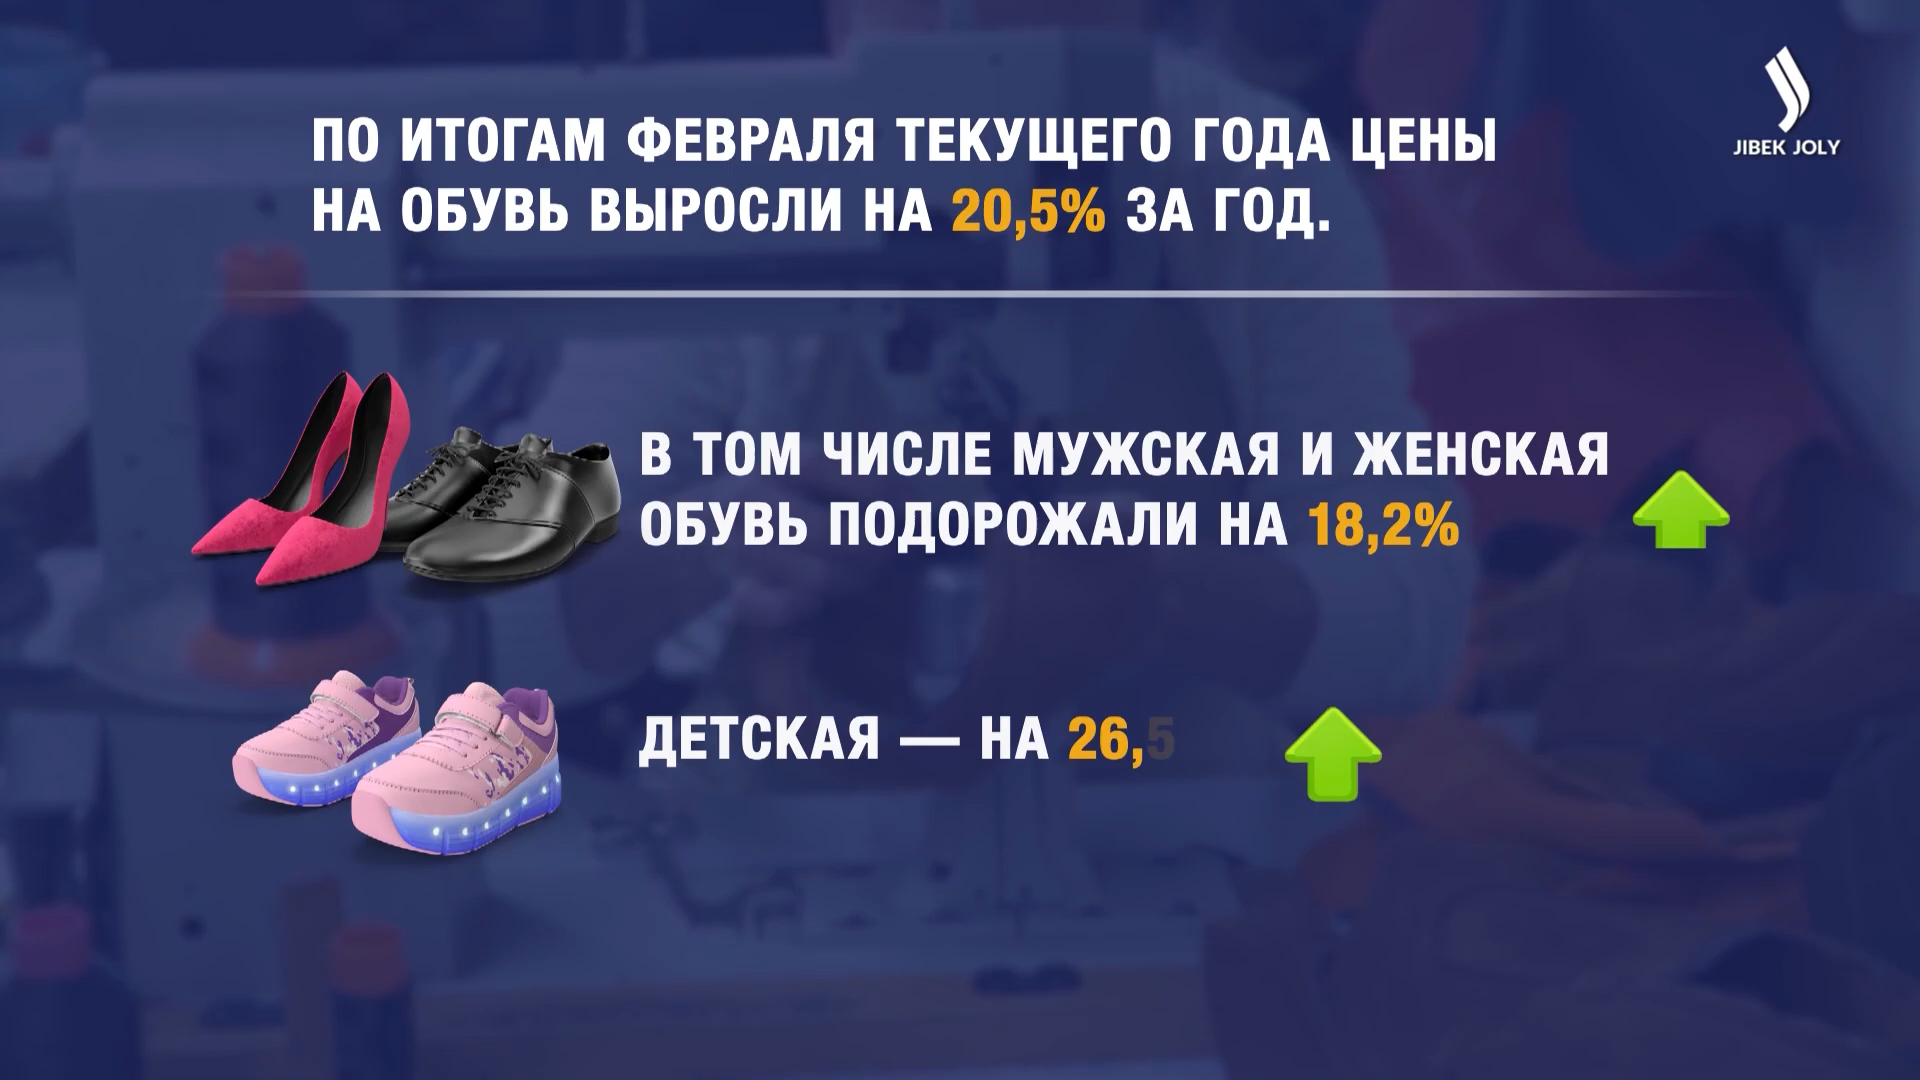 ПО ИТОГАМ ФЕВРАЛЯ ТЕКУЩЕГО ГОДА ЦЕНЫ
НА ОБУВЬ ВЫРОСЛИ НА 20,5% ЗА ГОД.
JIBEK JOLY
В ТОМ ЧИСЛЕ МУЖСКАЯ И ЖЕНСКАЯ
ОБУВЬ ПОДОРОЖАЛИ НА 18,2%
ДЕТСКАЯ — НА 26,5